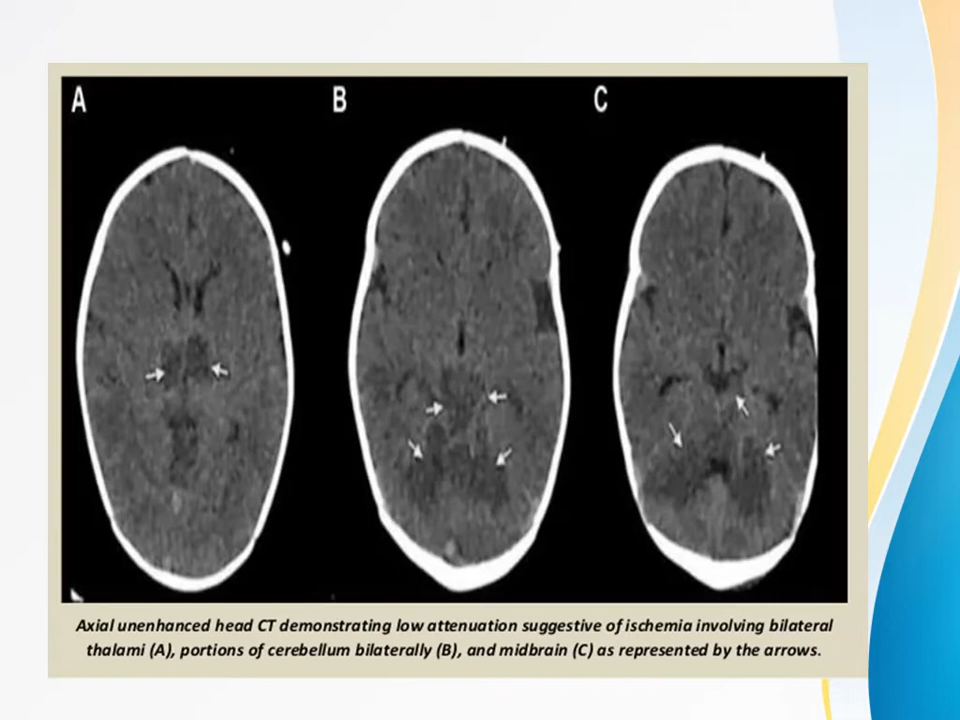 A B C
Axial unenhanced head CT demonstrating low attenuation suggestive of ischemia involving bilateral
thalami (A), portions of cerebellum bilaterally (B), and midbrain (C) as represented by the arrows.